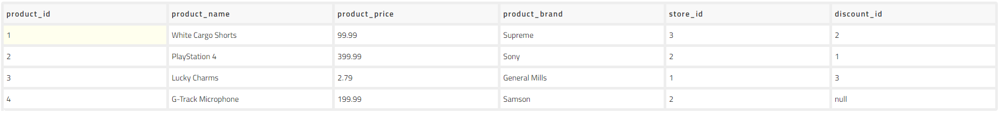 product_id product_name product_price product_brand store_id discount_id
1 White Cargo Shorts 99.99 Supreme 3 2
2 PlayStation 4 399.99 Sony 2 1
3 Lucky Charms 2.79 General Mills 1 3
4 G-Track Microphone 199.99 Samson 2 null